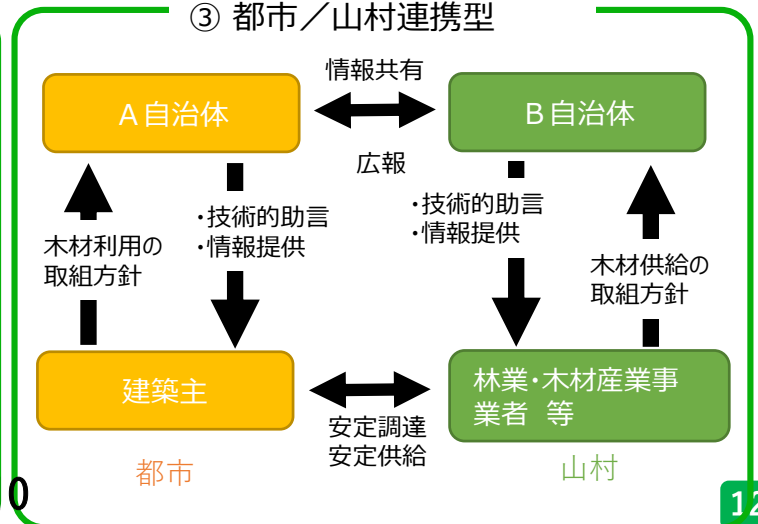 ③ 都市／山村連携型
情報共有
A自治体
B自治体
広報
・技術的助言
・情報提供
・技術的助言
・情報提供
木材利用の
取組方針
木材供給の
取組方針
建築主
林業・木材産業事
業者 等
安定調達
安定供給
都市
山村
0
12